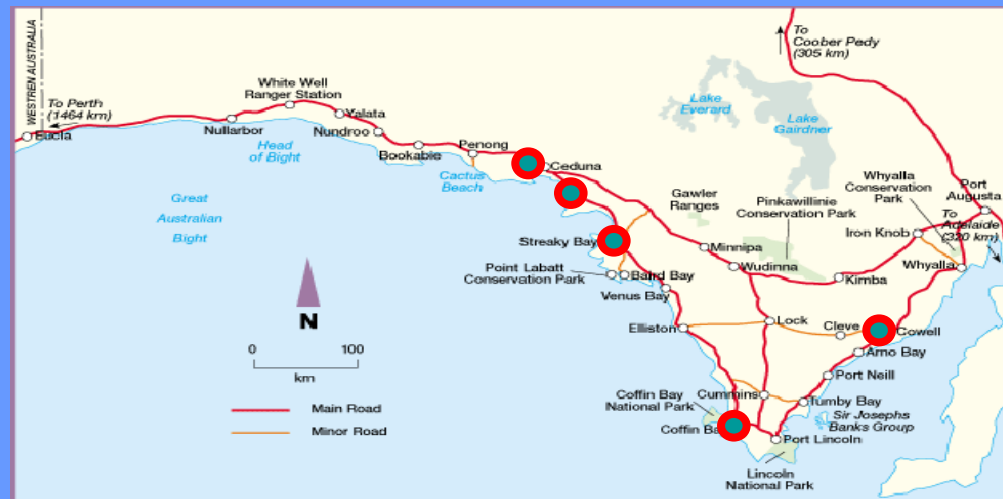 WESTREN AUSTRALIA
To
Coober Pedy
(305 km)
White Well
Ranger Station
To Perth
(1464 km)
Yalata
Lake
Everard
Lake
Gairdner
Eucla
Nullarbor
Nundroo
Head
of Bight
Bookabie
Penong
Ceduna
Cactus
Beach
Whyalla
Conservation
Park
Port
Augusta
Great
Australian
Bight
Gawler
Ranges
Pinkawillinie
Conservation Park
To
Adelaide
(320 km)
Iron Knob
Streaky Bay
Minnipa
Wudinna
Whyalla
Point Labatt
Conservation Park
Baird Bay
Kimba
Venus Bay
N
Elliston
Lock
Cleve
Cowell
0
100
km
Arno Bay
Port Neill
Coffin Bay
National Park
Cummins
Tumby Bay
Main Road
Minor Road
Sir Josephs
Banks Group
Coffin Ba
Port Lincoln
Lincoln
National Park